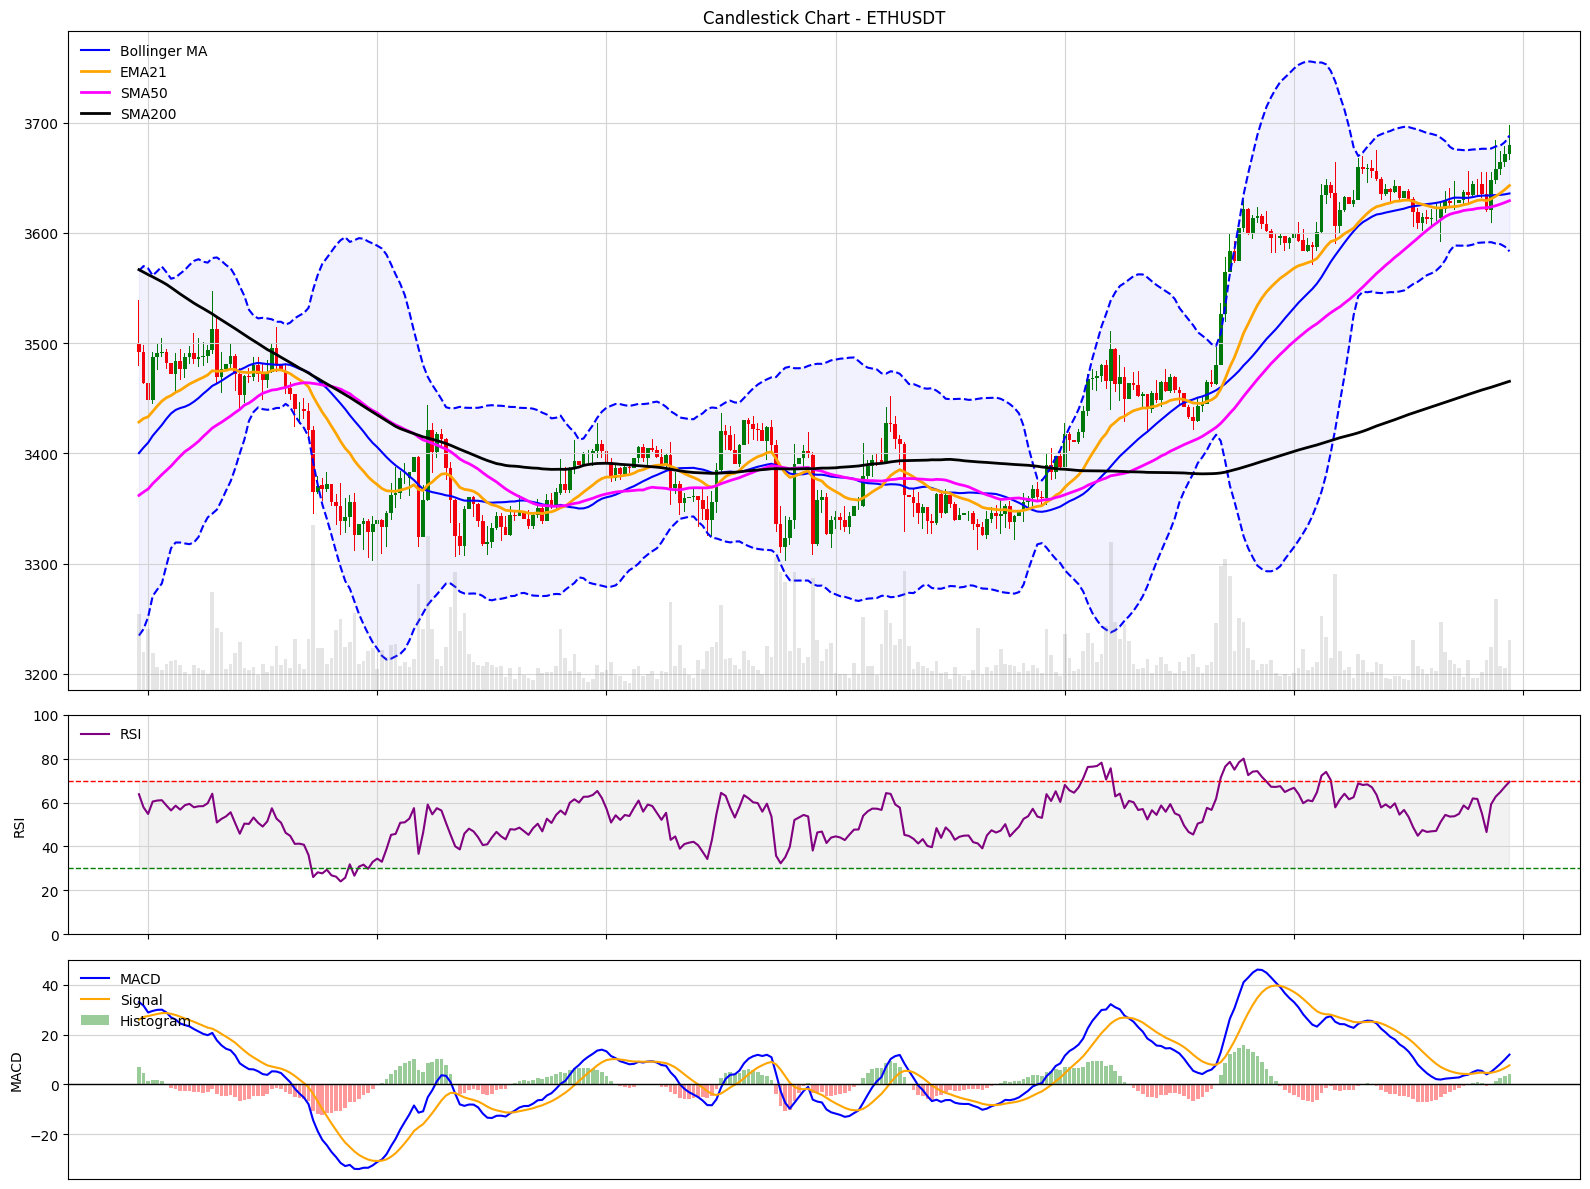 Candlestick Chart - ETHUSDT
Bollinger MA
EMA21
SMA50
SMA200
3700
3600
3500
3400
3300
3200
RSI
100
80
60
40
20
0
RSI
MACD
Signal
Histogram
40
20
0
−20
MACD